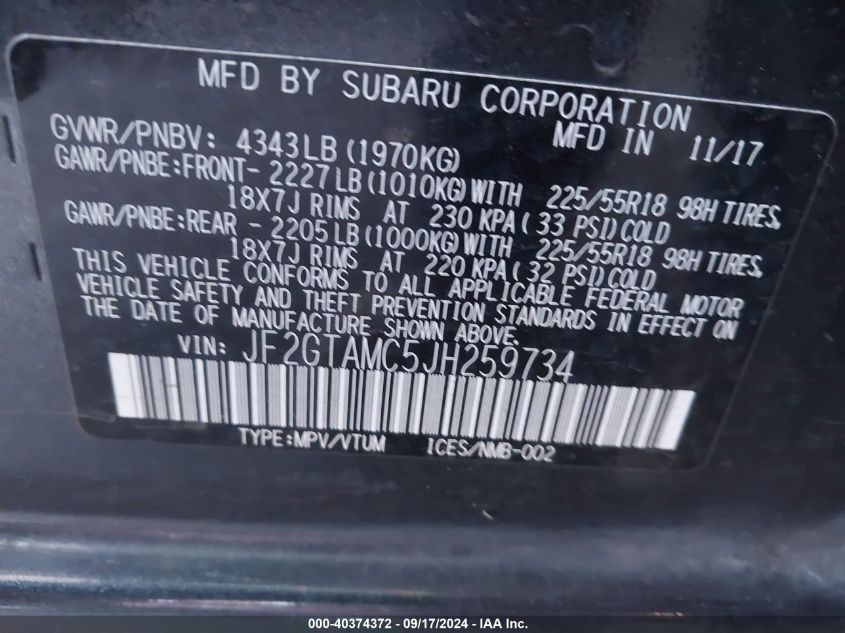 MFD BY SUBARU CORPORATION
GVWR/PNBV: 4343LB (1970KG) MFD IN 11/17
GAWR/PNBE:FRONT- 2227 LB (1010KG) WITH 225/55R18 98H TIRES,
18X7J RIMS AT 230 KPA ( 33 PSI) COLD
GAWR/PNBE:REAR - 2205 LB (1000KG) WITH 225/55R18 98H TIRES,
18X7J RIMS AT 220 KPA ( 32 PSI) COLD
THIS VEHICLE CONFORMS TO ALL APPLICABLE FEDERAL MOTOR
VEHICLE SAFETY AND THEFT PREVENTION STANDARDS IN EFFECT ON
THE DATE OF MANUFACTURE SHOWN ABOVE.
VIN: JF2GTAMC5JH259734
TYPE:MPV/VTUM ICES/NMB-002
000-40374372 - 09/17/2024 - IAA Inc.